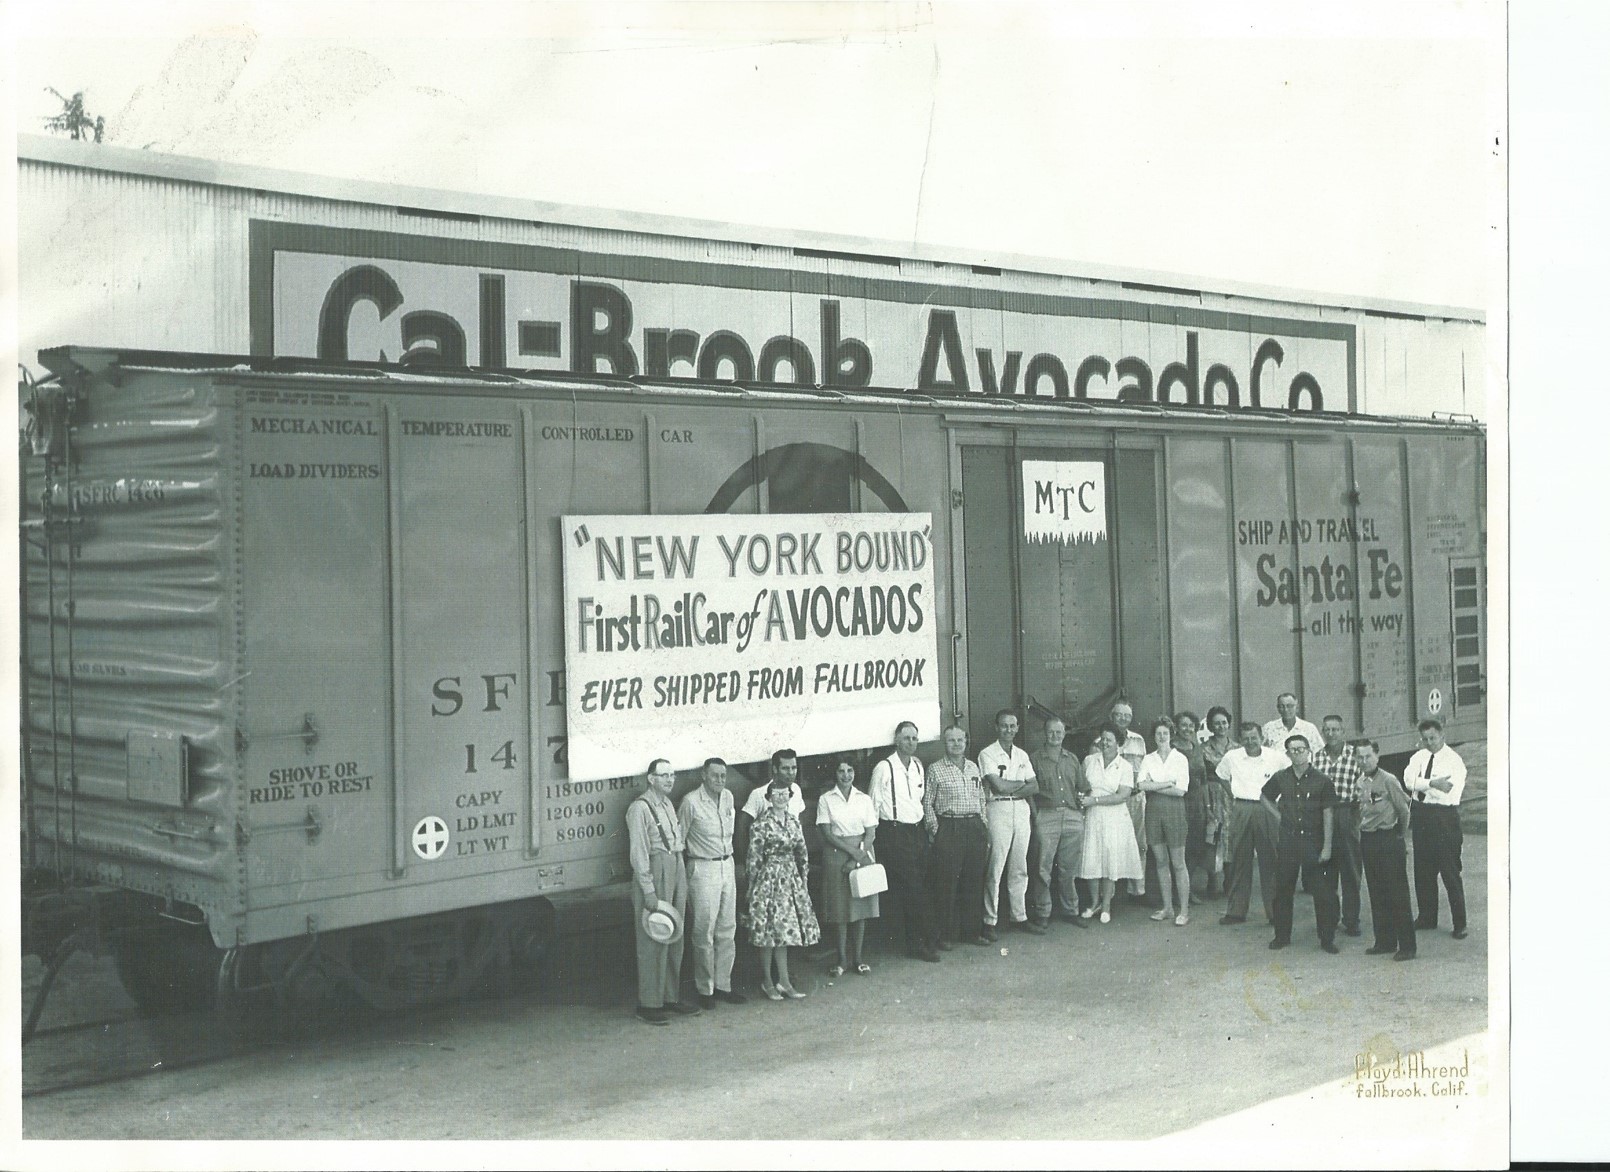 Cal-Brook Avocado Co.
MECHANICAL TEMPERATURE CONTROLLED CAR
LOAD DIVIDERS
MTC
"NEW YORK BOUND"
First RailCar of AVOCADOS
EVER SHIPPED FROM FALLBROOK
SHIP AND TRAVEL
Santa Fe
—all the way
SF
147
SHOVE OR
RIDE TO REST
CAPY 118000
LD LMT 120400
LT WT 89600
Lloyd Ahrend
Fallbrook, Calif.